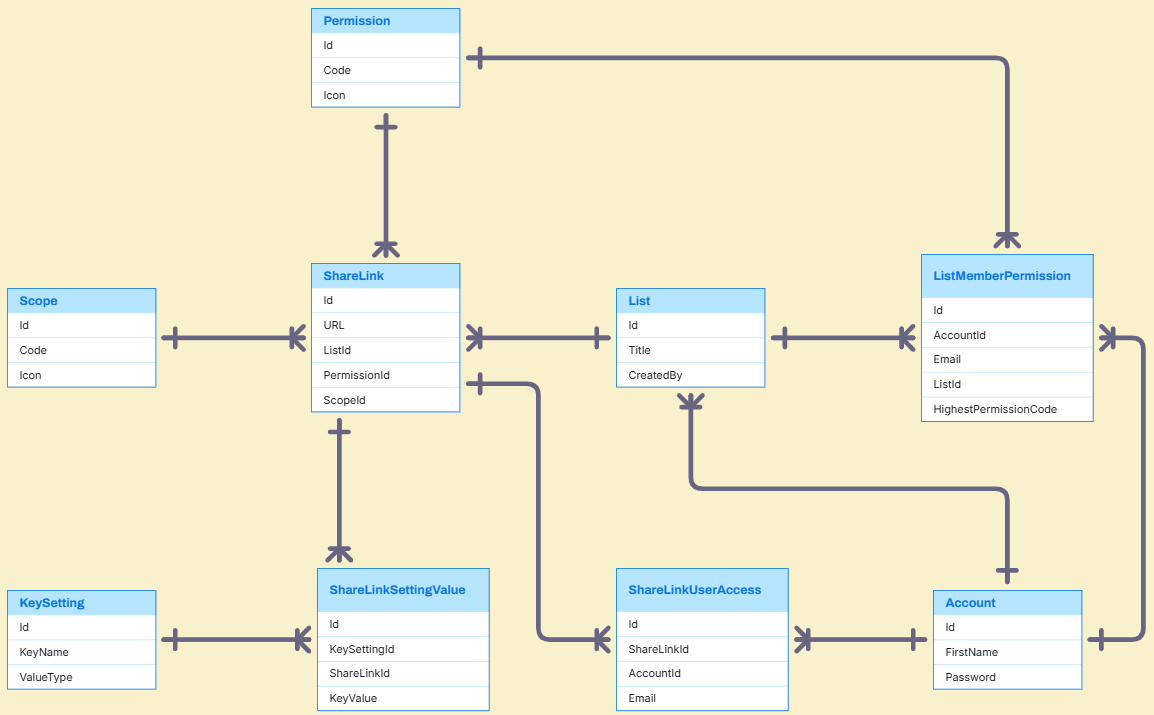 Permission
Id
Code
Icon
Scope
Id
Code
Icon
ShareLink
Id
URL
ListId
PermissionId
ScopeId
List
Id
Title
CreatedBy
ListMemberPermission
Id
AccountId
Email
ListId
HighestPermissionCode
KeySetting
Id
KeyName
ValueType
ShareLinkSettingValue
Id
KeySettingId
ShareLinkId
KeyValue
ShareLinkUserAccess
Id
ShareLinkId
AccountId
Email
Account
Id
FirstName
Password